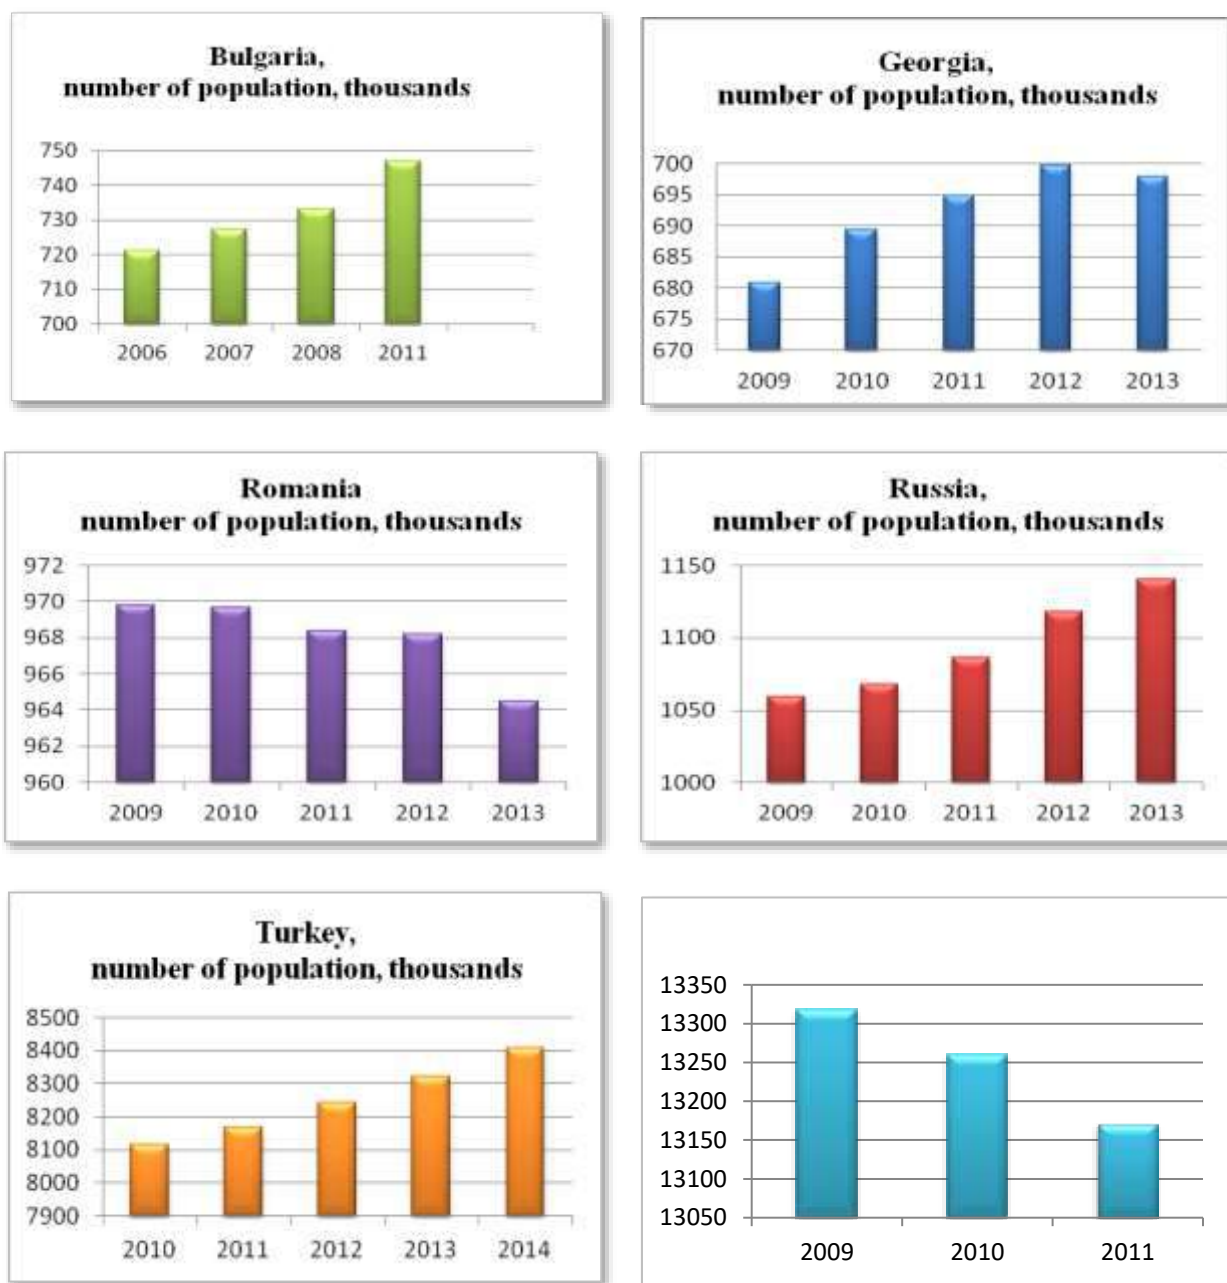 Bulgaria,
number of population, thousands
750
740
730
720
710
700
2006 2007 2008 2011
Georgia,
number of population, thousands
700
695
690
685
680
675
670
2009 2010 2011 2012 2013
Romania
number of population, thousands
972
970
968
966
964
962
960
2009 2010 2011 2012 2013
Russia,
number of population, thousands
1150
1100
1050
1000
2009 2010 2011 2012 2013
Turkey,
number of population, thousands
8500
8400
8300
8200
8100
8000
7900
2010 2011 2012 2013 2014
13350
13300
13250
13200
13150
13100
13050
2009 2010 2011